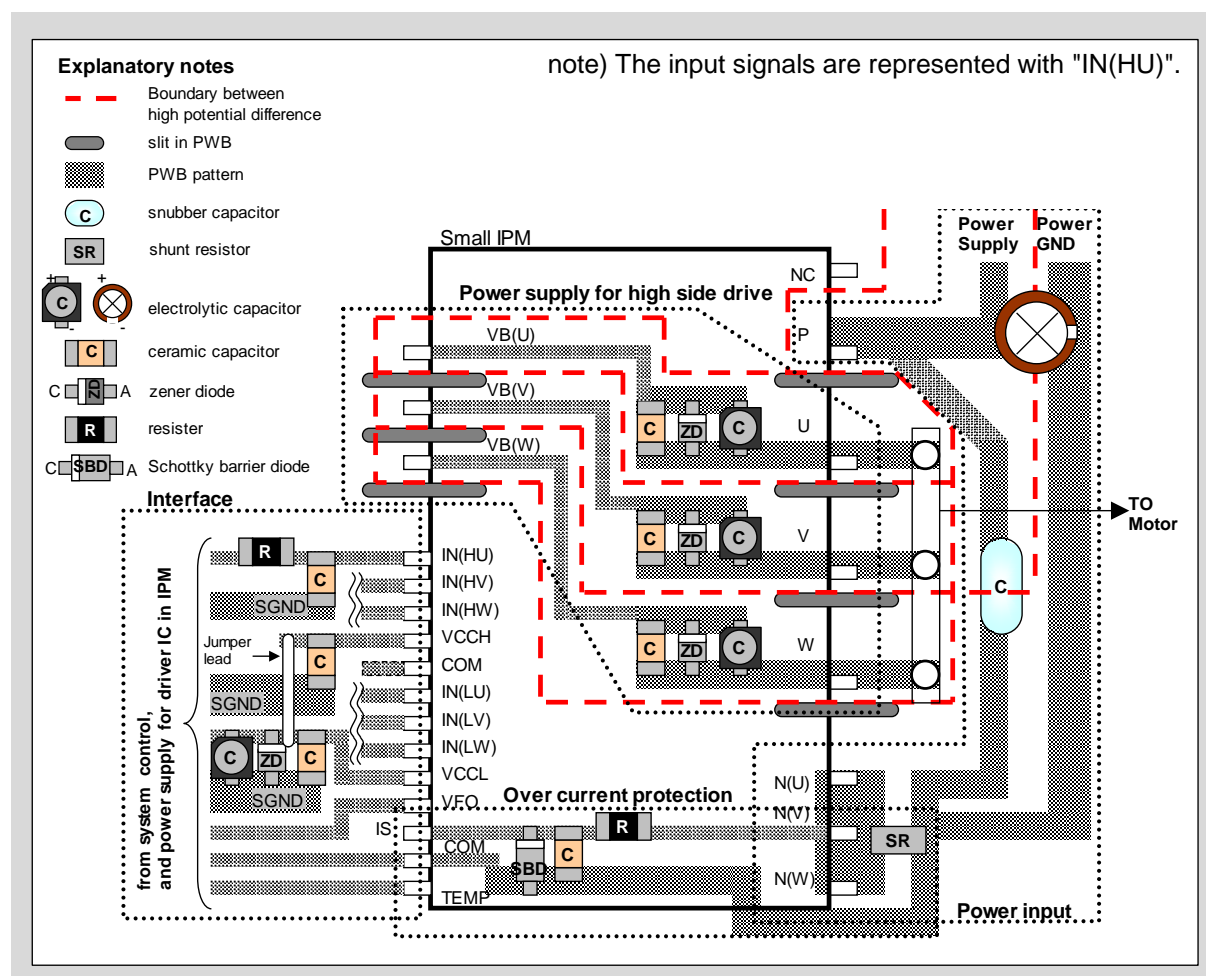 note) The input signals are represented with "IN(HU)".
Explanatory notes
Boundary between
high potential difference
slit in PWB
PWB pattern
C
snubber capacitor
SR
shunt resistor
+
+
C
-
-
electrolytic capacitor
C
ceramic capacitor
C ZD A
zener diode
R
resister
C SBD A
Schottky barrier diode
Small IPM
Power supply for high side drive
NC
Power
Supply
Power
GND
P
VB(U)
VB(V)
VB(W)
C ZD C
U
C ZD C
V
C ZD C
W
C
TO
Motor
Interface
R
C
SGND
Jumper
lead
C
SGND
C ZD C
SGND
from system control,
and power supply for driver IC in IPM
IN(HU)
IN(HV)
IN(HW)
VCCH
COM
IN(LU)
IN(LV)
IN(LW)
VCCL
VFO
IS
COM
TEMP
Over current protection
R
SBD
C
N(U)
N(V)
N(W)
SR
Power input